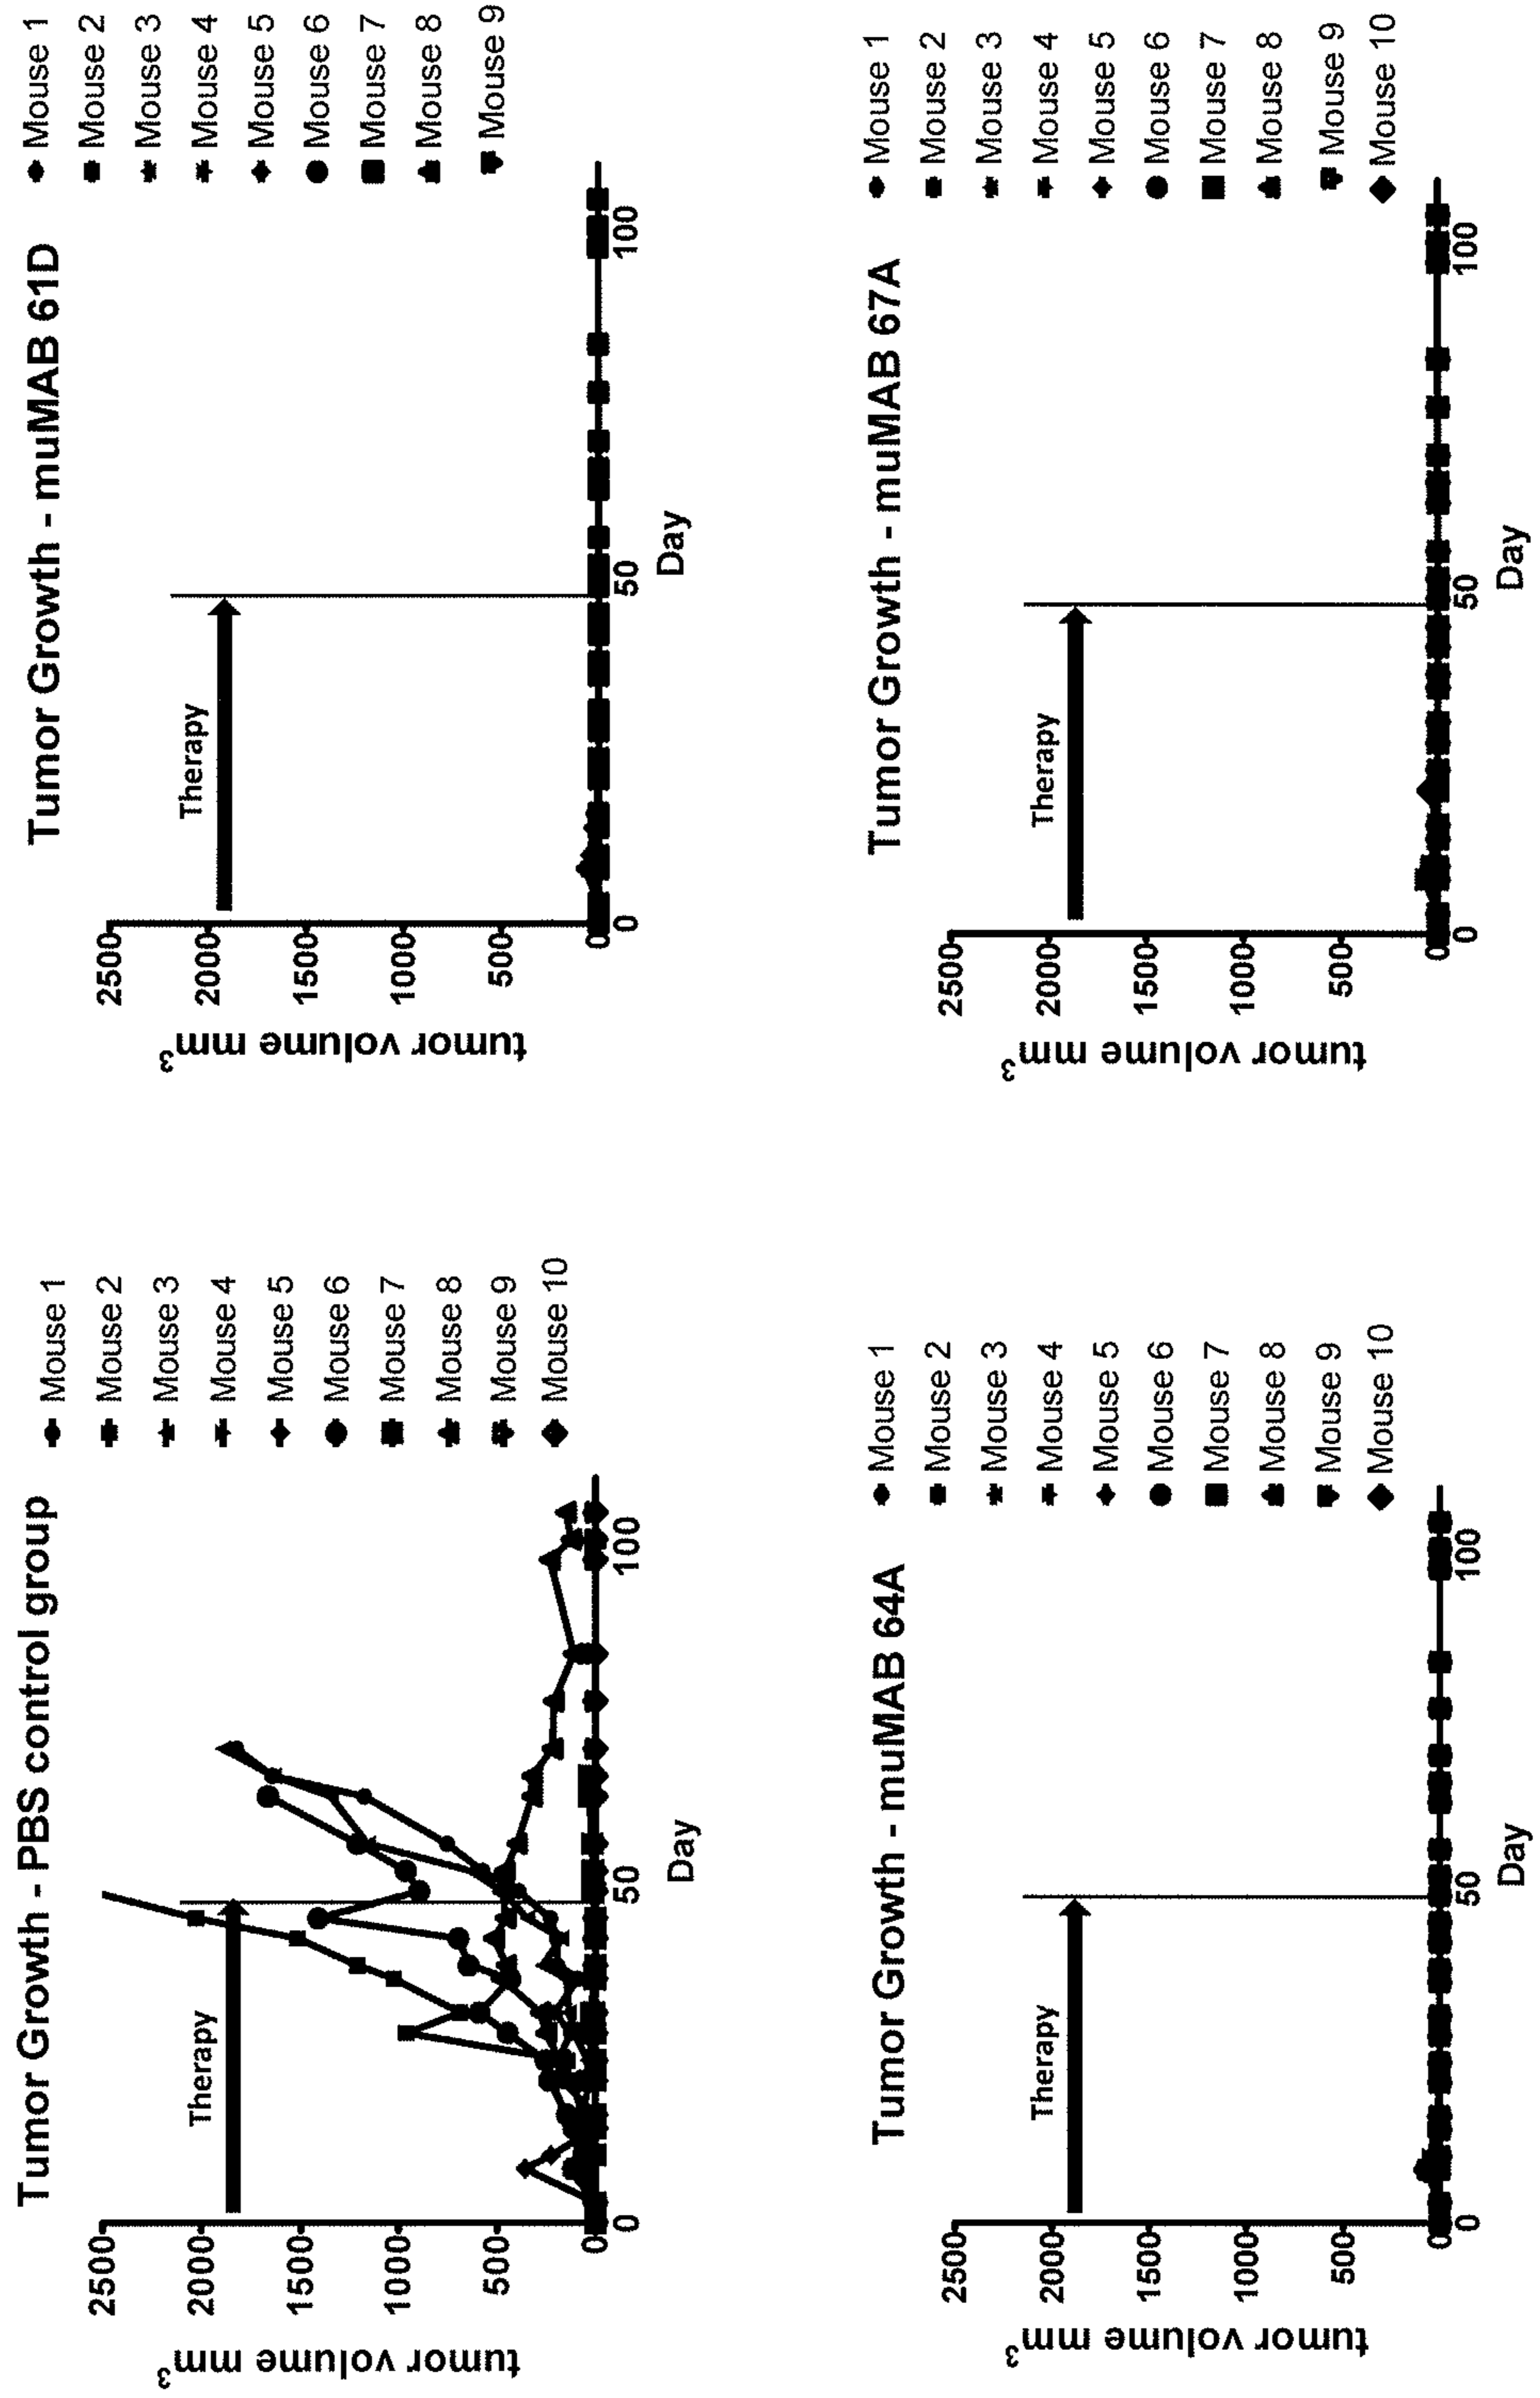 Tumor Growth - PBS control group
tumor volume mm³
2500
2000
1500
1000
500
0
Therapy
0
50
100
Day
Mouse 1
Mouse 2
Mouse 3
Mouse 4
Mouse 5
Mouse 6
Mouse 7
Mouse 8
Mouse 9
Mouse 10
Tumor Growth - muMAB 61D
tumor volume mm³
2500
2000
1500
1000
500
0
Therapy
0
50
100
Day
Mouse 1
Mouse 2
Mouse 3
Mouse 4
Mouse 5
Mouse 6
Mouse 7
Mouse 8
Mouse 9
Tumor Growth - muMAB 64A
tumor volume mm³
2500
2000
1500
1000
500
0
Therapy
0
50
100
Day
Mouse 1
Mouse 2
Mouse 3
Mouse 4
Mouse 5
Mouse 6
Mouse 7
Mouse 8
Mouse 9
Mouse 10
Tumor Growth - muMAB 67A
tumor volume mm³
2500
2000
1500
1000
500
0
Therapy
0
50
100
Day
Mouse 1
Mouse 2
Mouse 3
Mouse 4
Mouse 5
Mouse 6
Mouse 7
Mouse 8
Mouse 9
Mouse 10